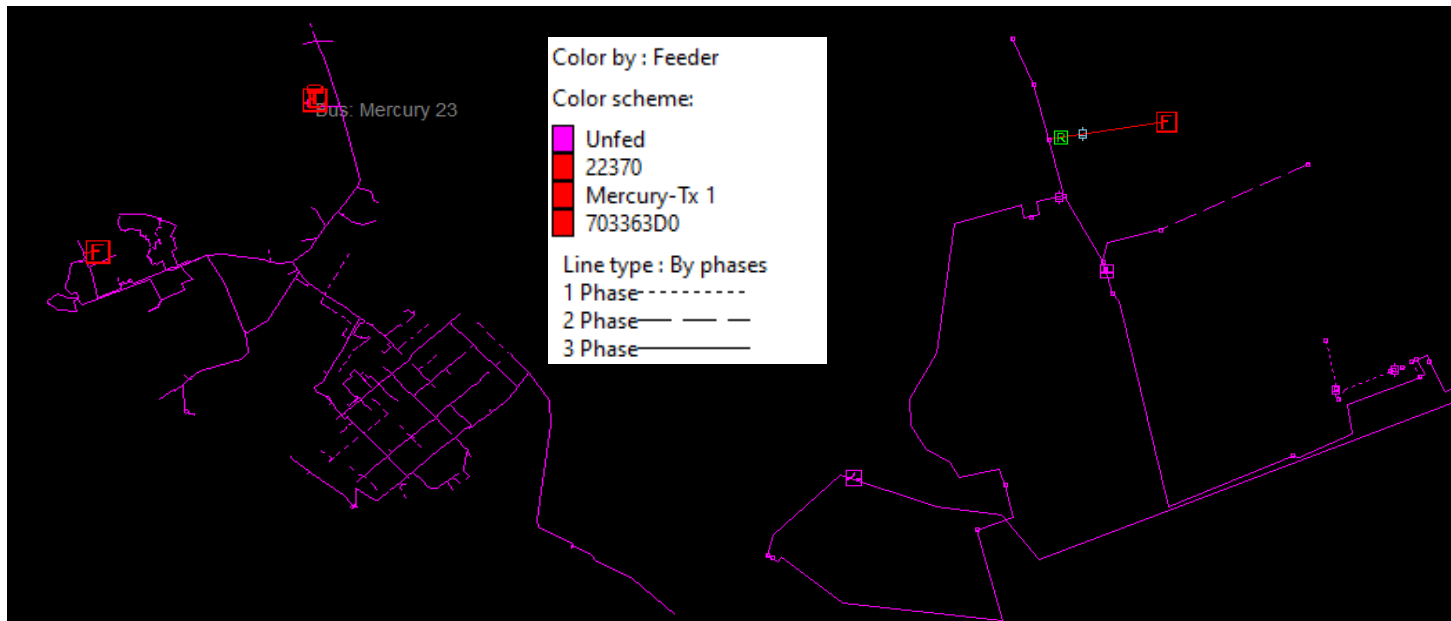 Bus: Mercury 23
F
Color by : Feeder
Color scheme:
Unfed
22370
Mercury-Tx 1
703363D0
Line type : By phases
1 Phase
2 Phase
3 Phase
R
F